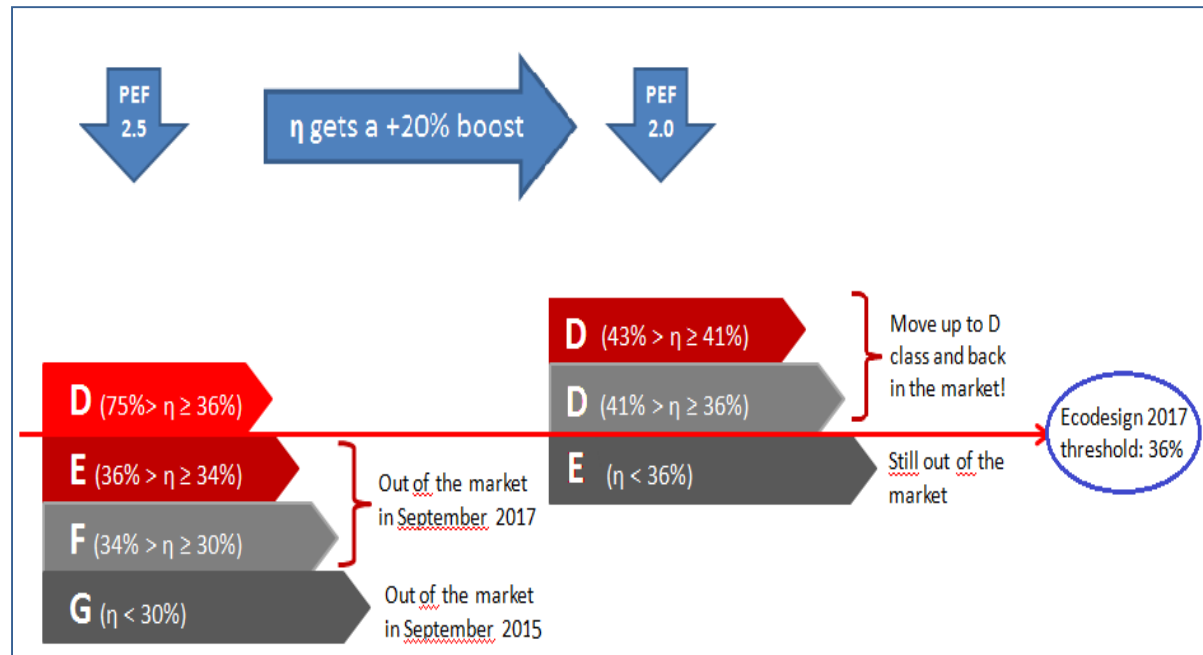 PEF
2.5
η gets a +20% boost
PEF
2.0
D (43% > η ≥ 41%)
D (41% > η ≥ 36%)
E (η < 36%)
Move up to D
class and back
in the market!
Still out of the
market
Ecodesign 2017
threshold: 36%
D (75%> η ≥ 36%)
E (36% > η ≥ 34%)
F (34% > η ≥ 30%)
G (η < 30%)
Out of the market
in September 2017
Out of the market
in September 2015